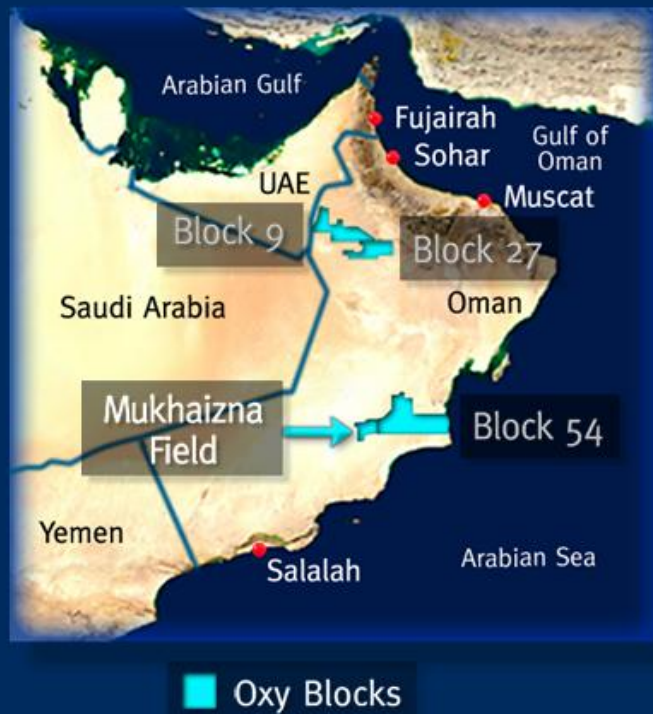 Arabian Gulf
Fujairah
Gulf of
Oman
Sohar
UAE
Muscat
Block 9
Block 27
Saudi Arabia
Oman
Mukhaizna
Field
Block 54
Yemen
Salalah
Arabian Sea
Oxy Blocks